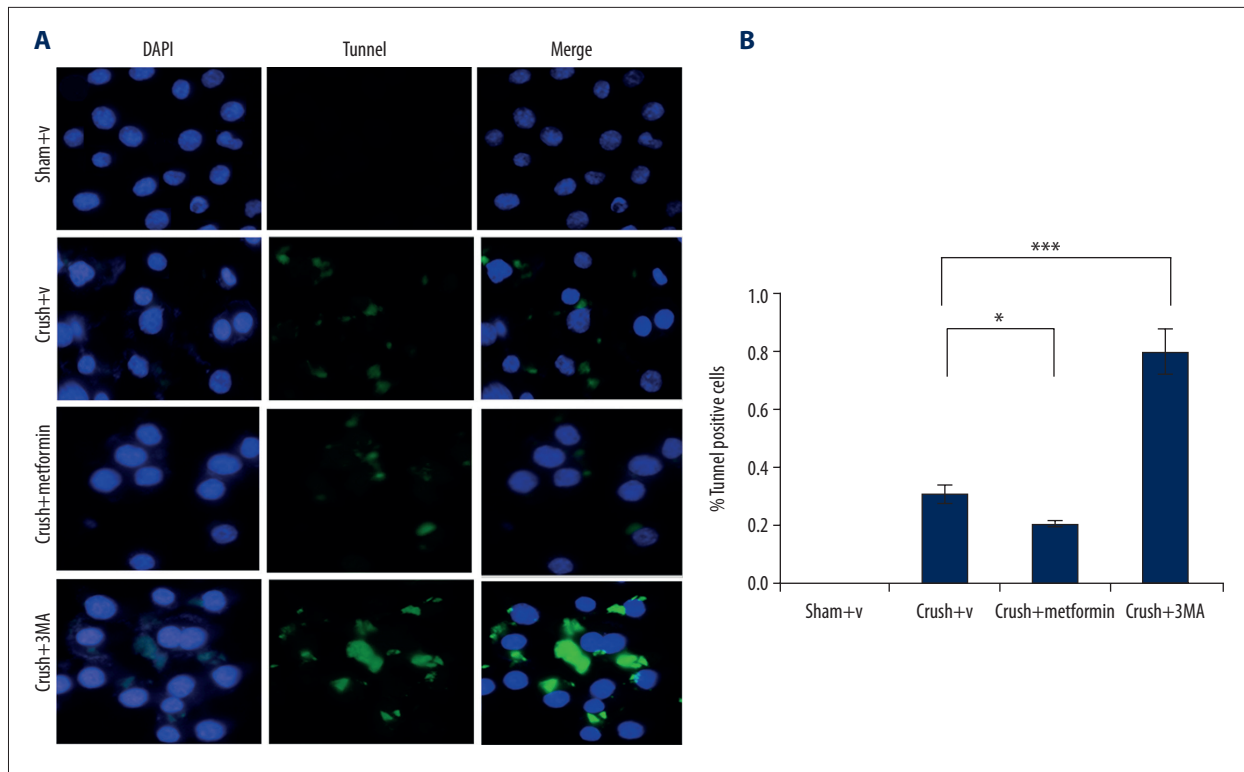 A
DAPI
Tunnel
Merge
Sham+v
Crush+v
Crush+metformin
Crush+3MA
B
***
*
% Tunnel positive cells
1.0
0.8
0.6
0.4
0.2
0.0
Sham+v
Crush+v
Crush+metformin
Crush+3MA